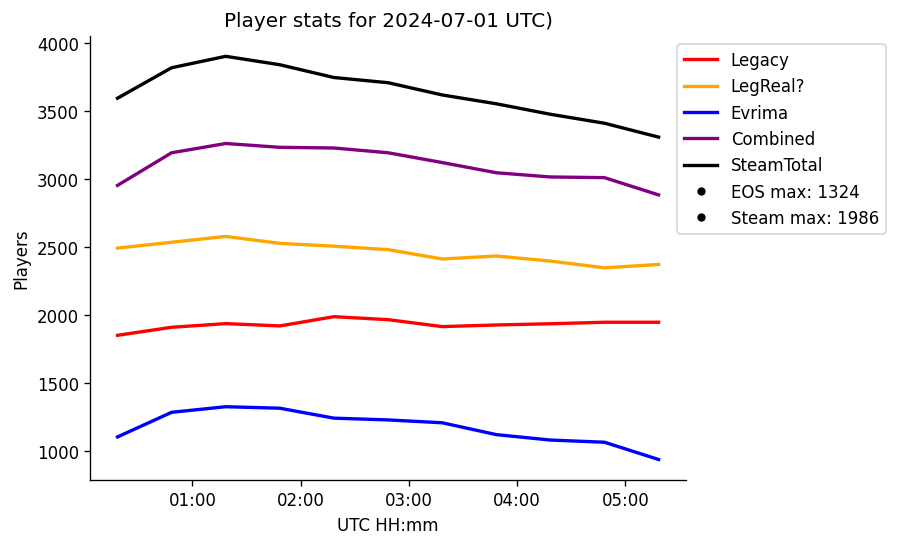 Player stats for 2024-07-01 UTC)
4000
3500
3000
2500
2000
1500
1000
Players
01:00 02:00 03:00 04:00 05:00
UTC HH:mm
Legacy
LegReal?
Evrima
Combined
SteamTotal
EOS max: 1324
Steam max: 1986